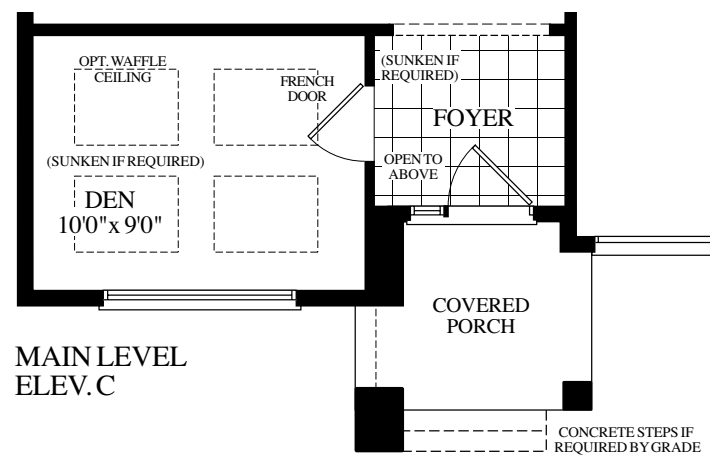 OPT. WAFFLE
CEILING
FRENCH
DOOR
(SUNKEN IF
REQUIRED)
FOYER
(SUNKEN IF REQUIRED)
OPEN TO
ABOVE
DEN
10'0" x 9'0"
COVERED
PORCH
MAIN LEVEL
ELEV. C
CONCRETE STEPS IF
REQUIRED BY GRADE